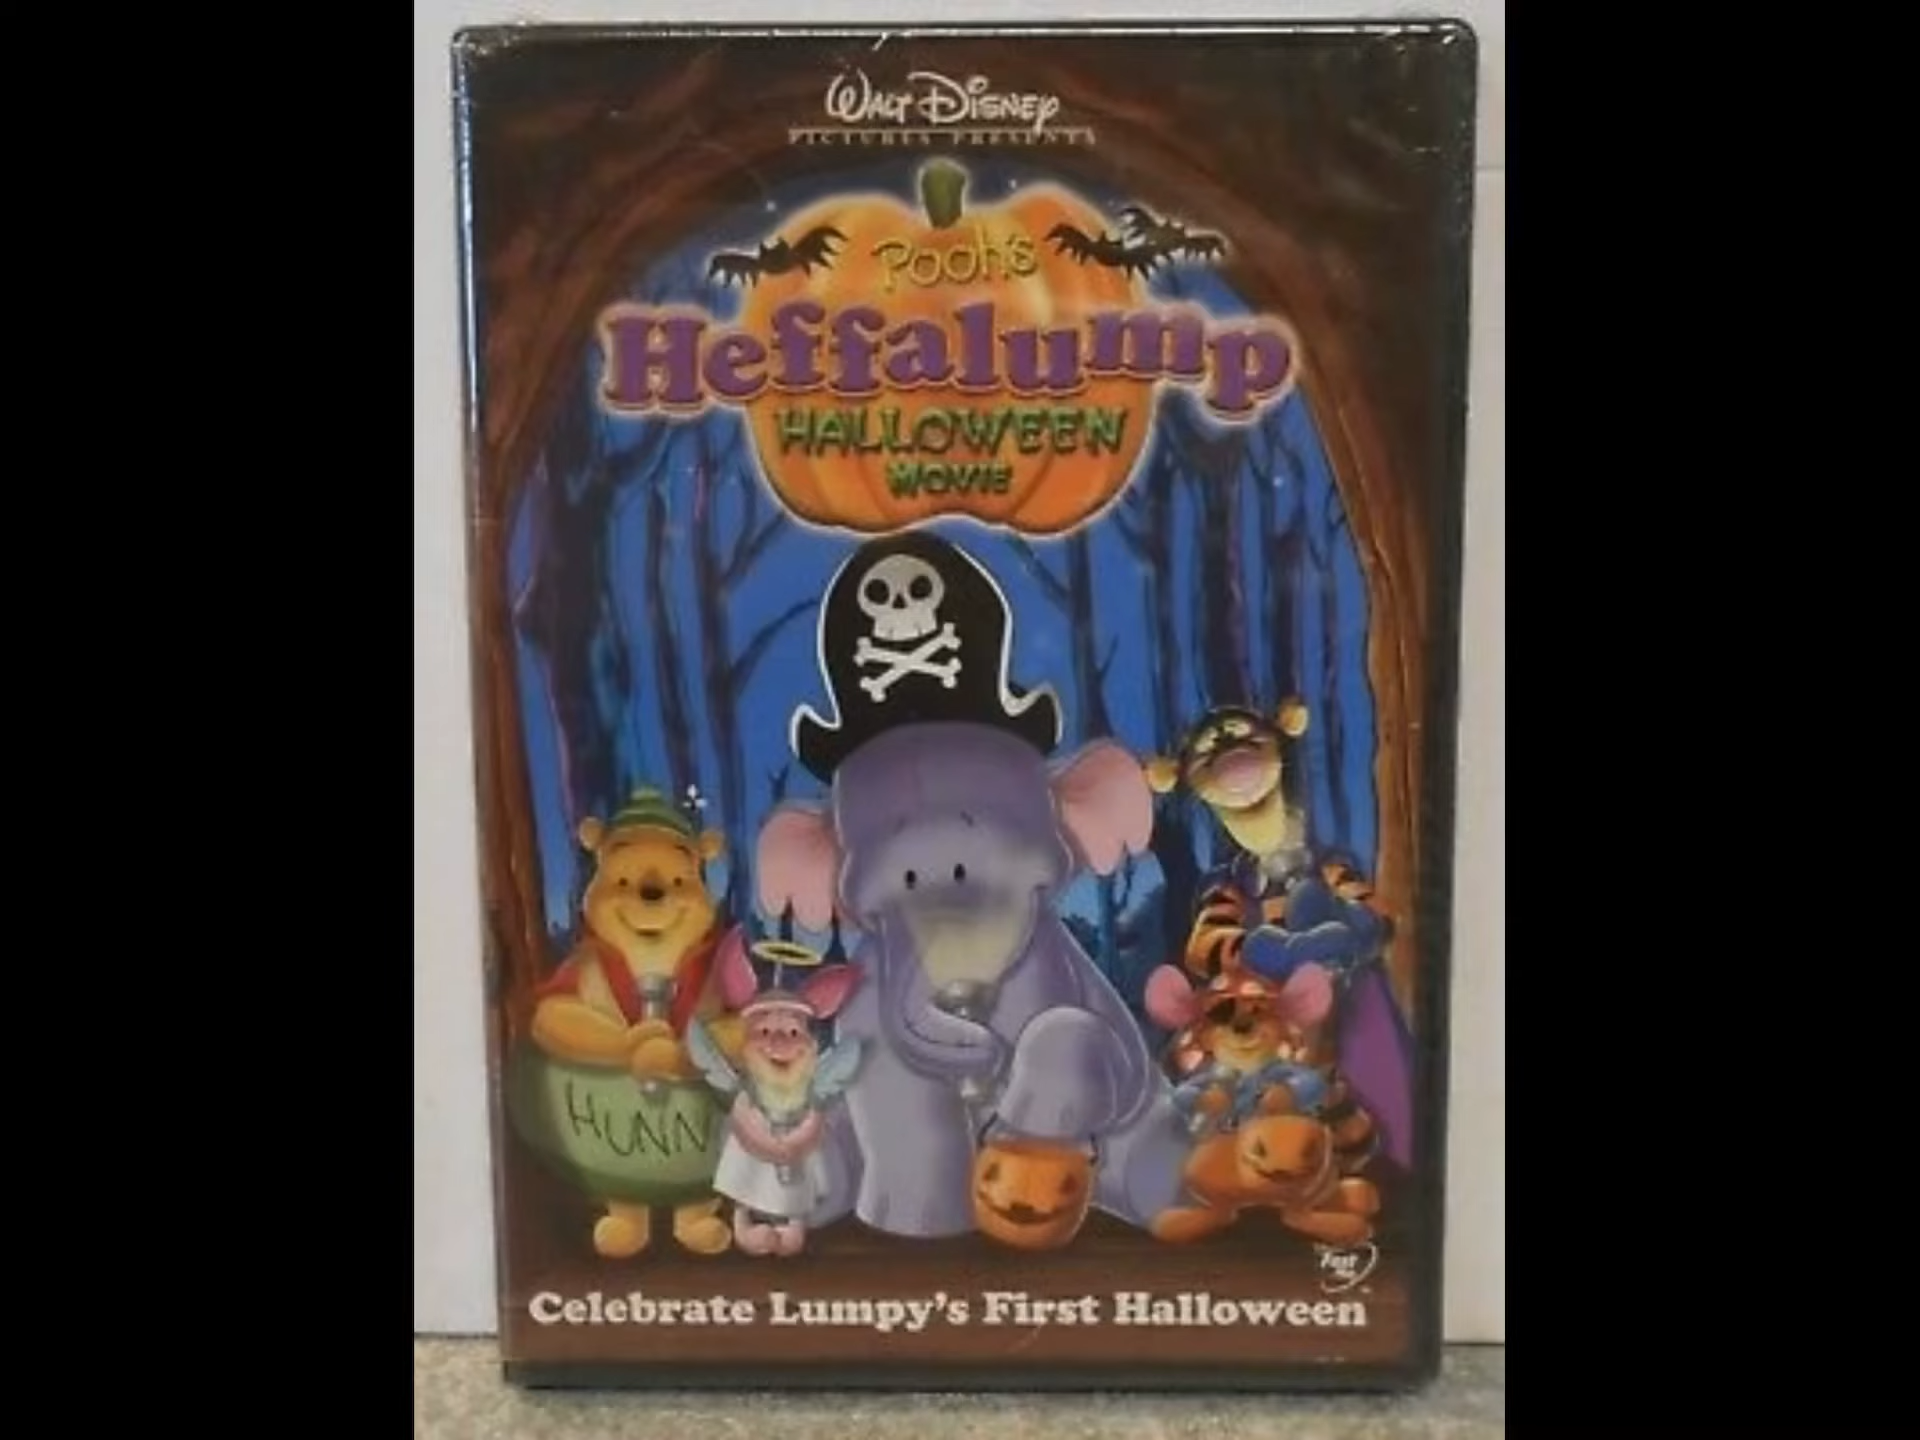 Walt Disney
PICTURES PRESENTS
Pooh's
Heffalump
HALLOWEEN
MOVIE
HUNN
Celebrate Lumpy's First Halloween